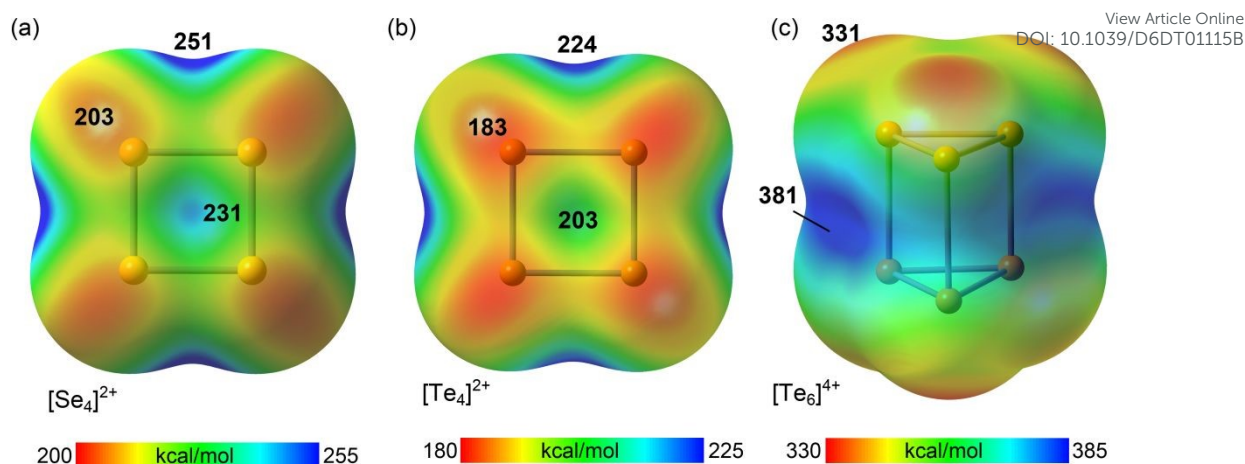 View Article Online
DOI: 10.1039/D6DT01115B
(a)
251
203
231
[Se₄]²⁺
200 kcal/mol 255
(b)
224
183
203
[Te₄]²⁺
180 kcal/mol 225
(c)
331
381
[Te₆]⁴⁺
330 kcal/mol 385